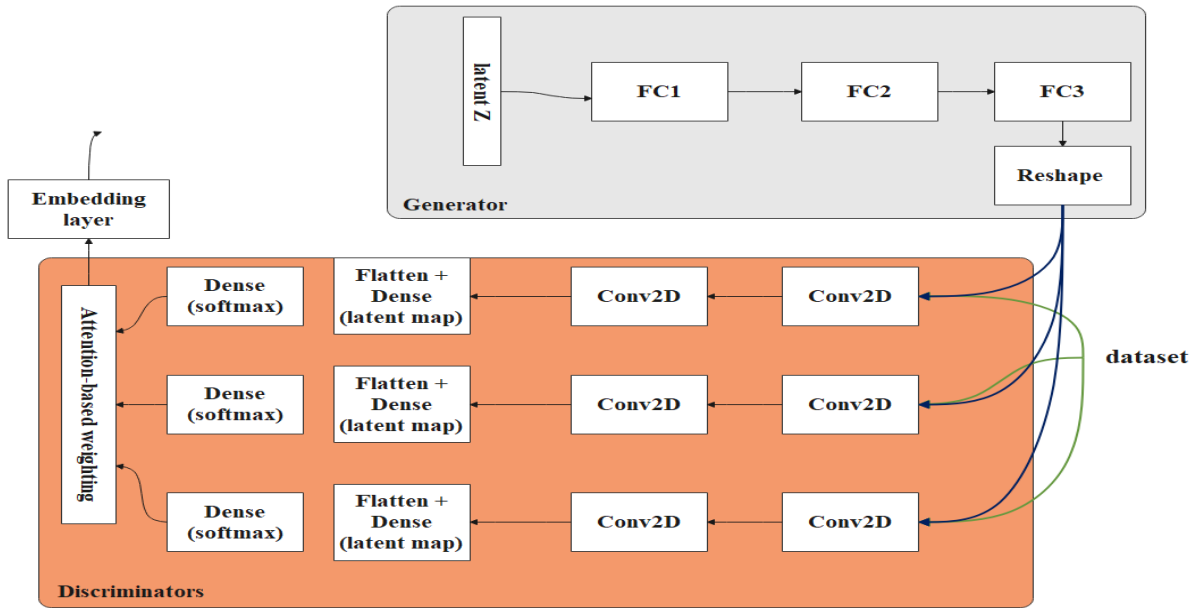 latent Z
FC1
FC2
FC3
Reshape
Generator
Embedding
layer
Attention-based weighting
Dense
(softmax)
Flatten +
Dense
(latent map)
Conv2D
Conv2D
dataset
Dense
(softmax)
Flatten +
Dense
(latent map)
Conv2D
Conv2D
Dense
(softmax)
Flatten +
Dense
(latent map)
Conv2D
Conv2D
Discriminators